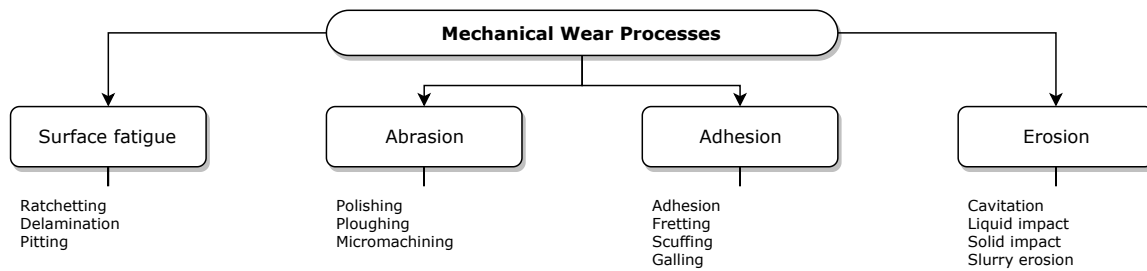 Mechanical Wear Processes
Surface fatigue
Abrasion
Adhesion
Erosion
Ratchetting
Delamination
Pitting
Polishing
Ploughing
Micromachining
Adhesion
Fretting
Scuffing
Galling
Cavitation
Liquid impact
Solid impact
Slurry erosion